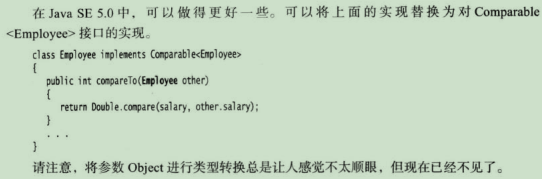 在 Java SE 5.0 中，可以做得更好一些。可以将上面的实现替换为对 Comparable
<Employee> 接口的实现。
class Employee implements Comparable<Employee>
{
public int compareTo(Employee other)
{
return Double.compare(salary, other.salary);
}
. . .
}
请注意，将参数 Object 进行类型转换总是让人感觉不太顺眼，但现在已经不见了。